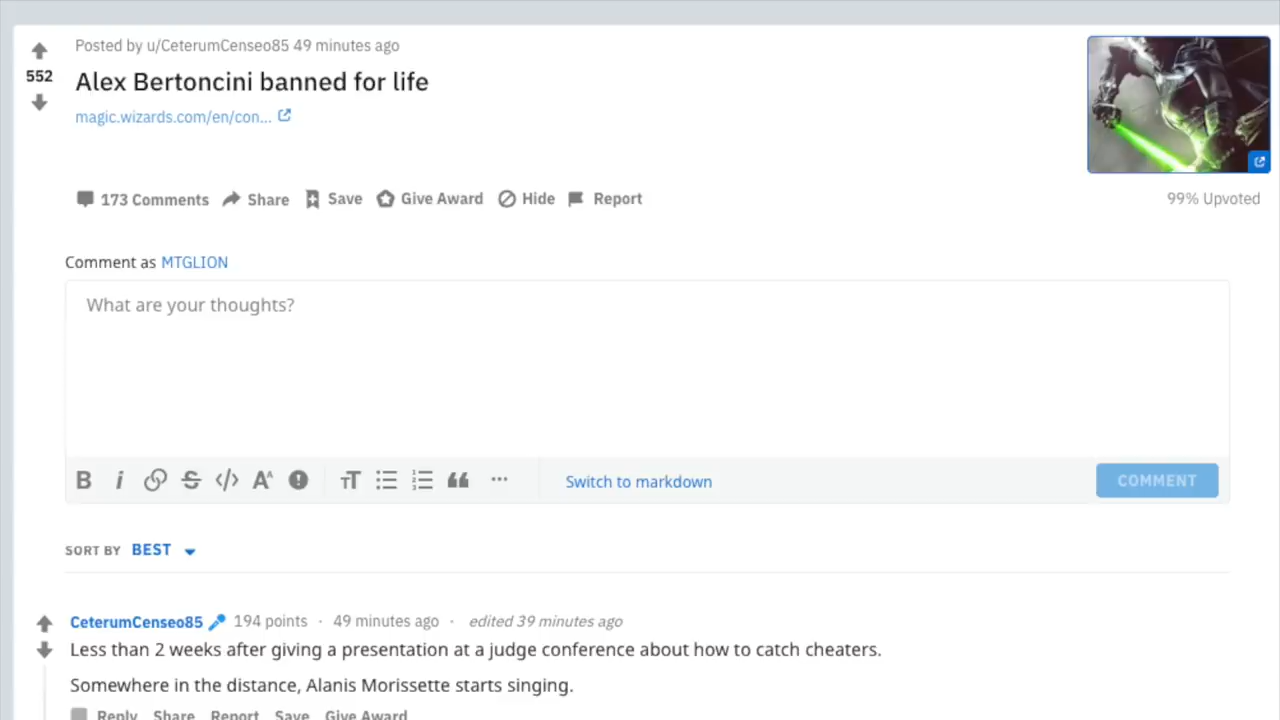 Posted by u/CeterumCenseo85 49 minutes ago
552
Alex Bertoncini banned for life
magic.wizards.com/en/con...
173 Comments Share Save Give Award Hide Report
99% Upvoted
Comment as MTGLION
What are your thoughts?
B i S </> A^A T T Switch to markdown COMMENT
SORT BY BEST
CeterumCenseo85 194 points · 49 minutes ago · edited 39 minutes ago
Less than 2 weeks after giving a presentation at a judge conference about how to catch cheaters.
Somewhere in the distance, Alanis Morissette starts singing.
Reply Share Report Save Give Award